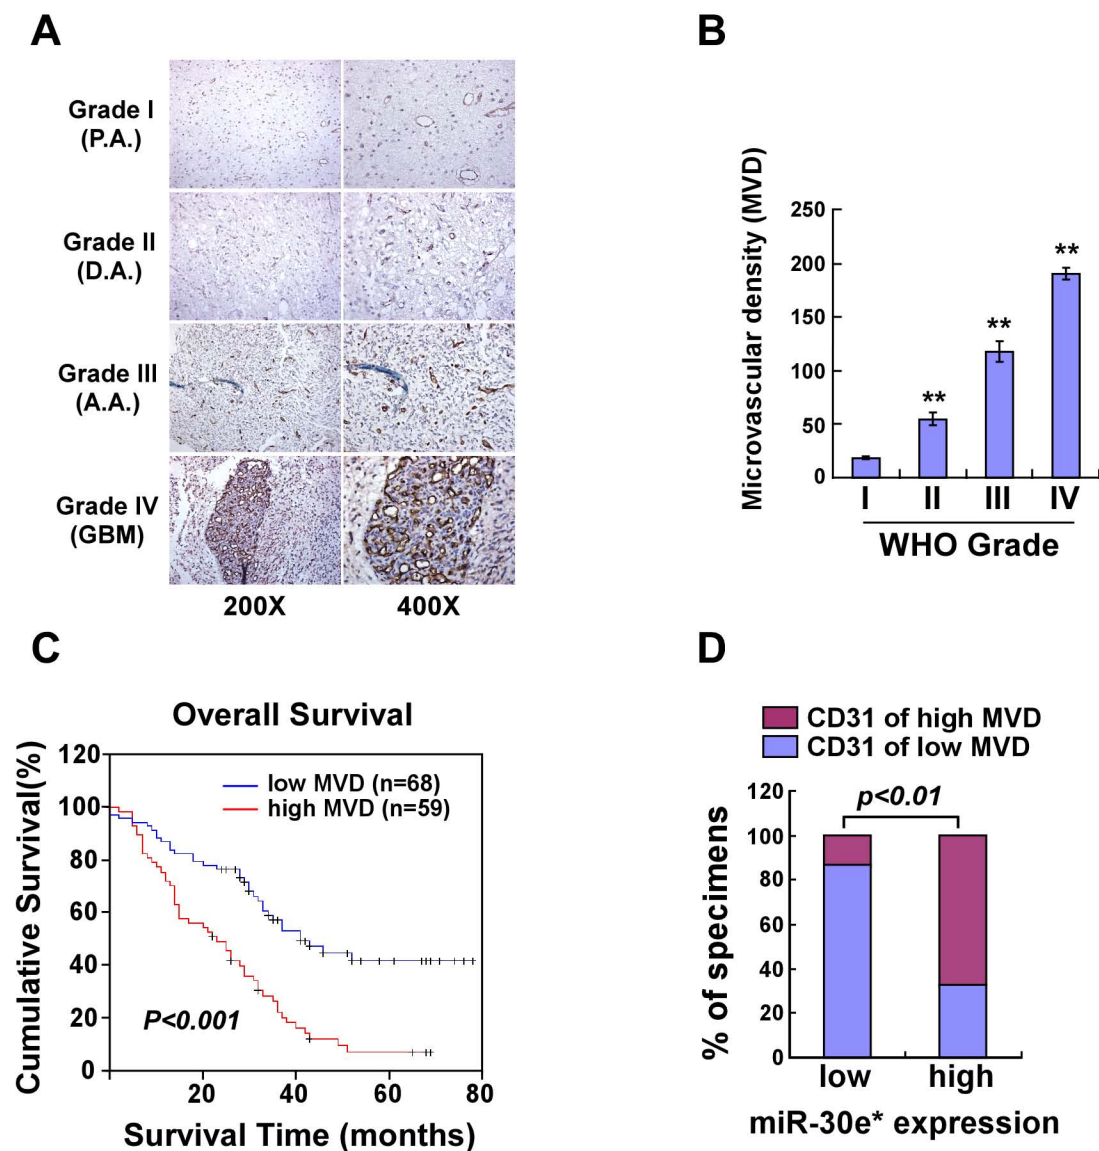 A
Grade I
(P.A.)
Grade II
(D.A.)
Grade III
(A.A.)
Grade IV
(GBM)
200X
400X
B
Microvascular density (MVD)
250
200
150
100
50
0
**
**
**
I
II
III
IV
WHO Grade
C
Overall Survival
Cumulative Survival(%)
120
100
80
60
40
20
0
low MVD (n=68)
high MVD (n=59)
P<0.001
20
40
60
80
Survival Time (months)
D
CD31 of high MVD
CD31 of low MVD
% of specimens
120
100
80
60
40
20
0
p<0.01
low
high
miR-30e* expression